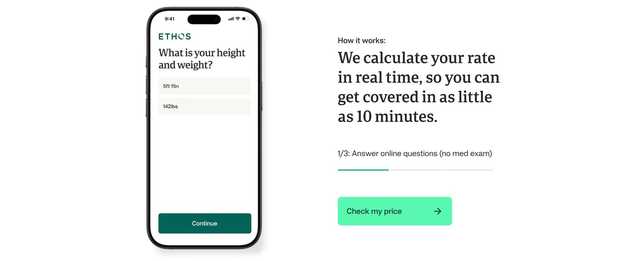 9:41
ETHOS
What is your height
and weight?
5ft 11in
142lbs
Continue
How it works:
We calculate your rate
in real time, so you can
get covered in as little
as 10 minutes.
1/3: Answer online questions (no med exam)
Check my price